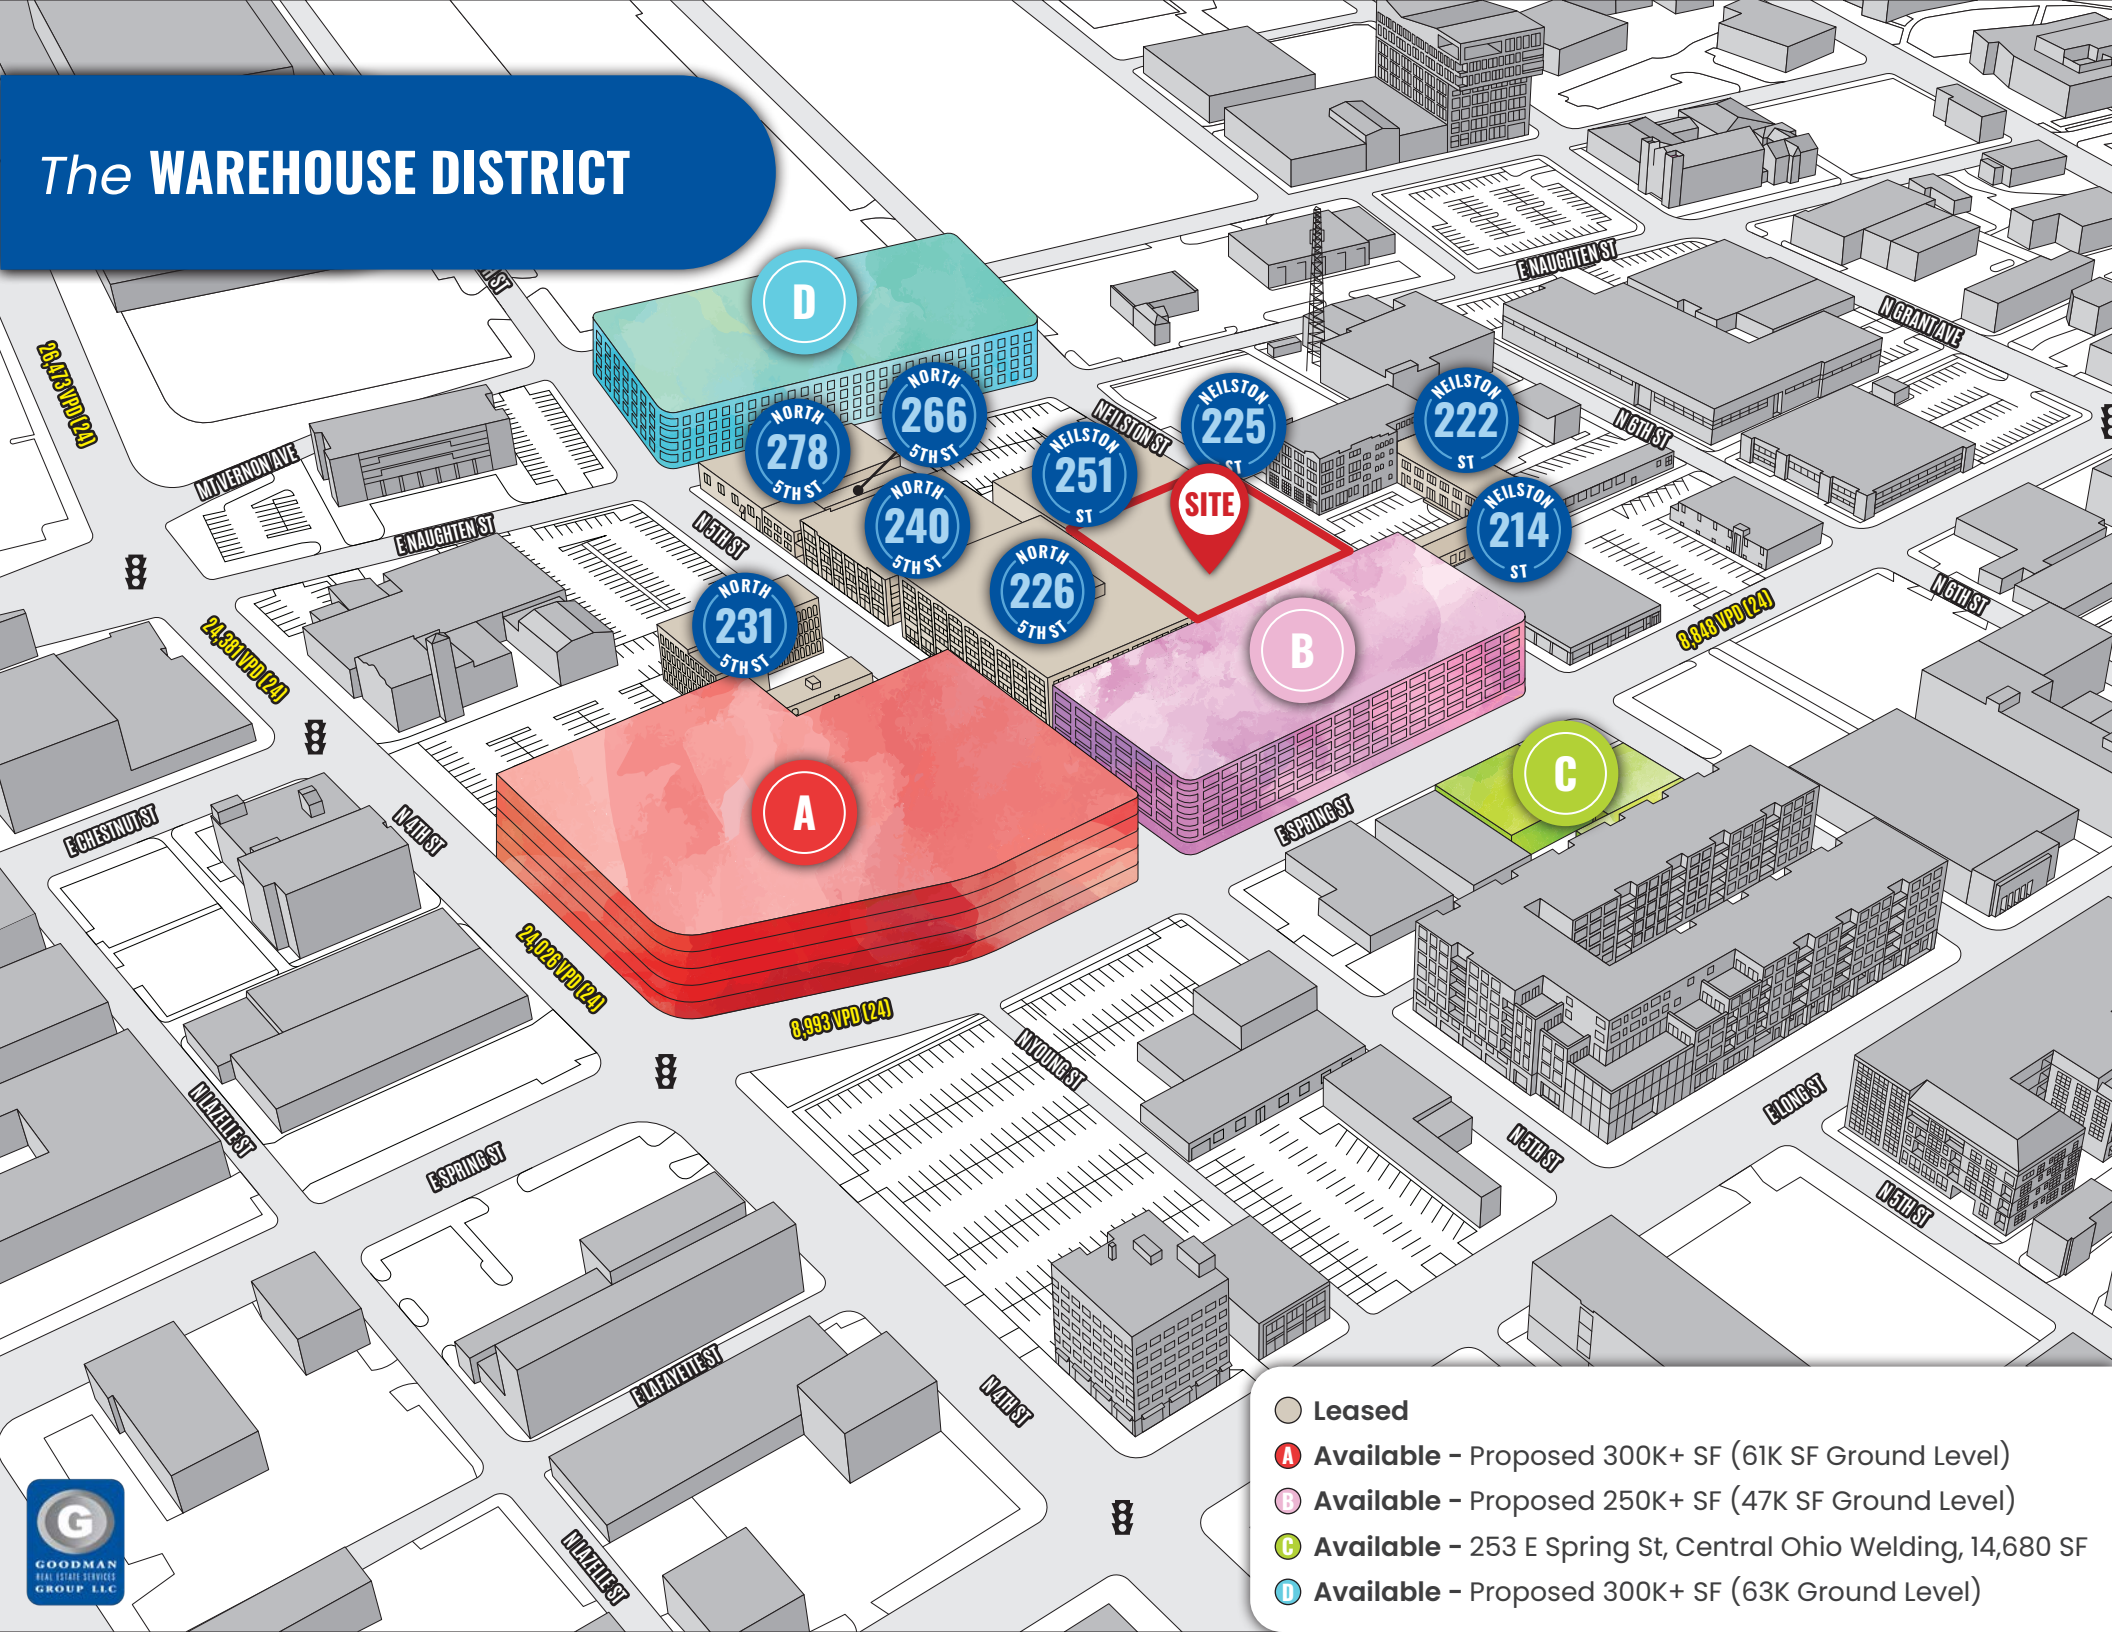 The WAREHOUSE DISTRICT
H ST
D
26,473 VPD (24)
MT VERNON AVE
E NAUGHTEN ST
N 5TH ST
E NAUGHTEN ST
N GRANT AVE
N 6TH ST
N 6TH ST
NEILSTON ST
NORTH
278
5TH ST
NORTH
266
5TH ST
NORTH
240
5TH ST
NEILSTON
251
ST
NEILSTON
225
ST
NEILSTON
222
ST
NEILSTON
214
ST
SITE
NORTH
226
5TH ST
NORTH
231
5TH ST
B
8,848 VPD (24)
24,381 VPD (24)
A
C
E CHESTNUT ST
N 4TH ST
E SPRING ST
24,026 VPD (24)
8,993 VPD (24)
N YOUNG ST
N LAZELLE ST
E SPRING ST
N 5TH ST
E LONG ST
N 5TH ST
E LAFAYETTE ST
N 4TH ST
N LAZELLE ST
G
GOODMAN
REAL ESTATE SERVICES
GROUP LLC
Leased
A Available - Proposed 300K+ SF (61K SF Ground Level)
B Available - Proposed 250K+ SF (47K SF Ground Level)
C Available - 253 E Spring St, Central Ohio Welding, 14,680 SF
D Available - Proposed 300K+ SF (63K Ground Level)